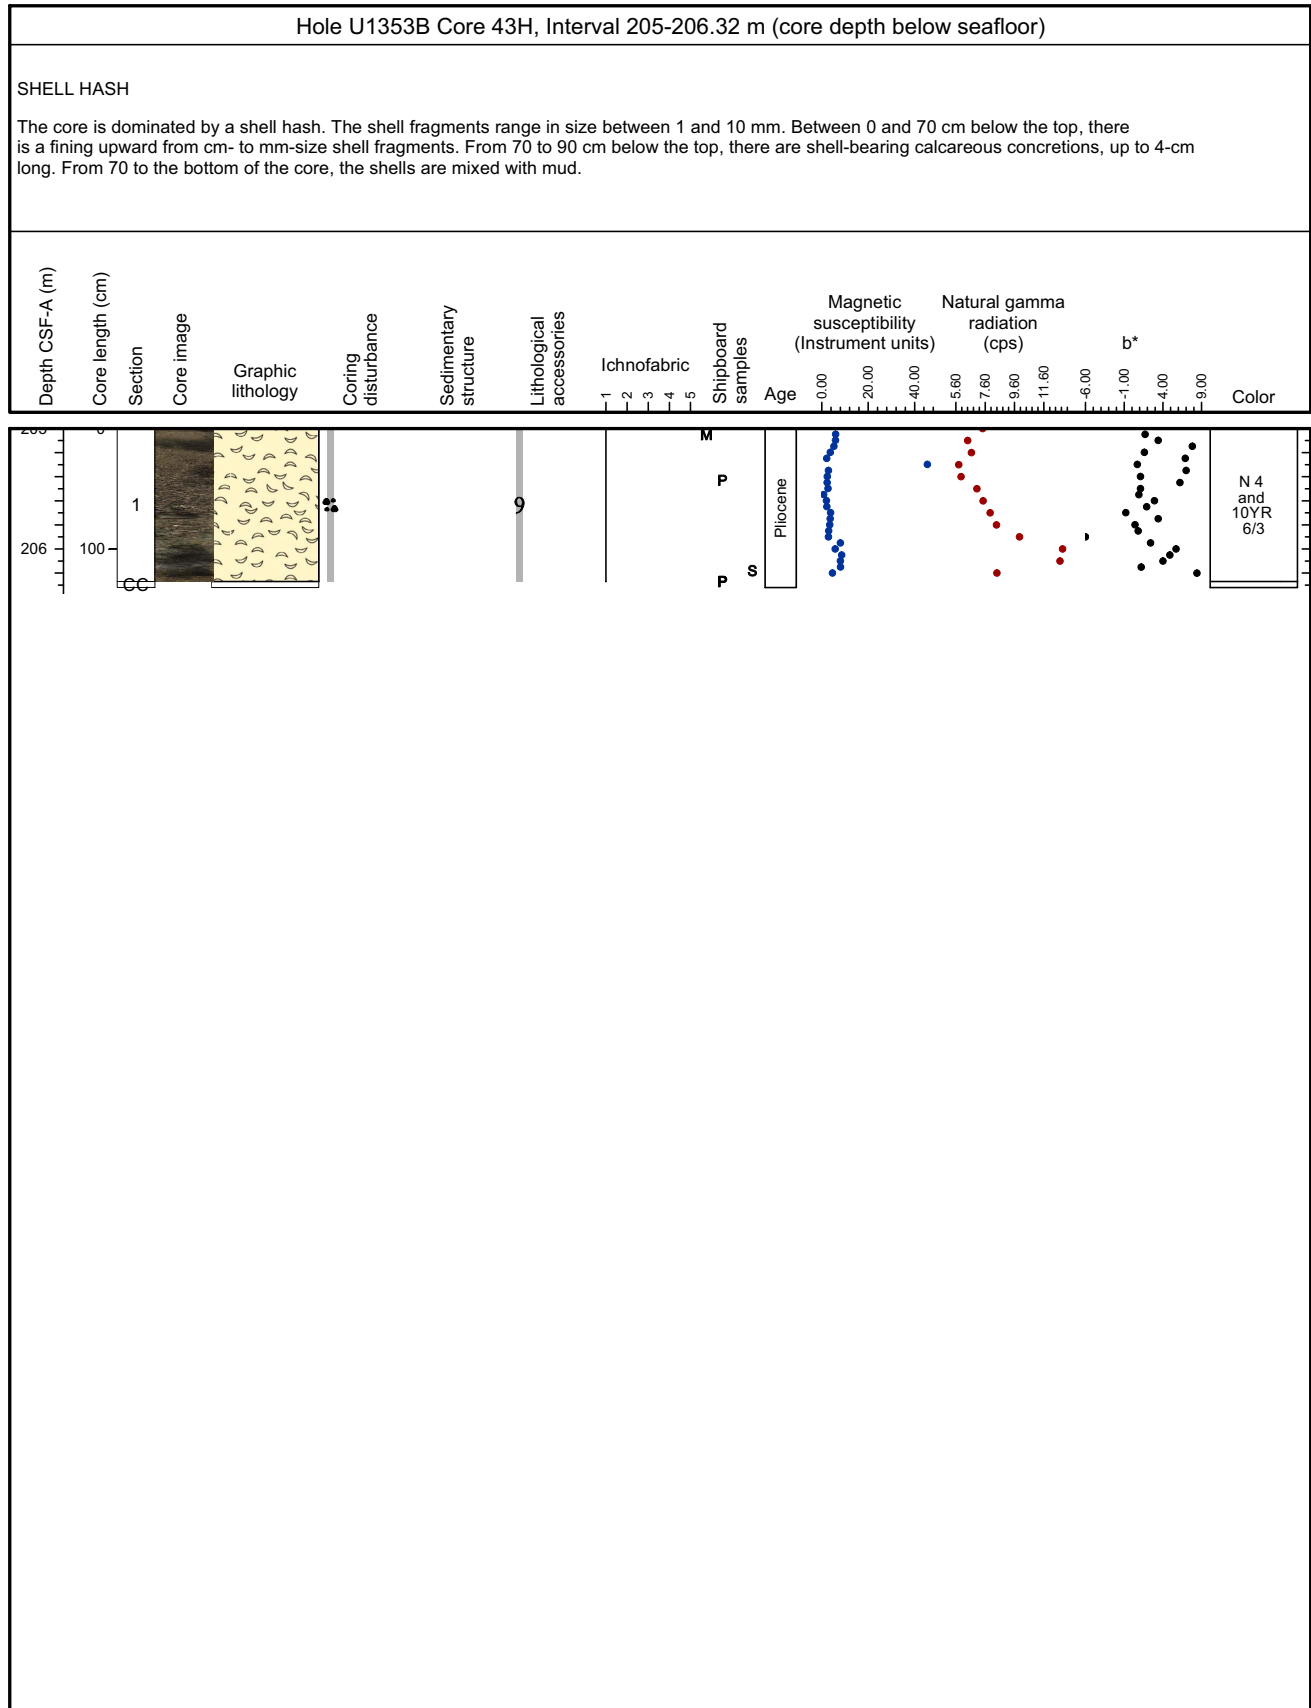 Hole U1353B Core 43H, Interval 205-206.32 m (core depth below seafloor)
SHELL HASH
The core is dominated by a shell hash. The shell fragments range in size between 1 and 10 mm. Between 0 and 70 cm below the top, there
is a fining upward from cm- to mm-size shell fragments. From 70 to 90 cm below the top, there are shell-bearing calcareous concretions, up to 4-cm
long. From 70 to the bottom of the core, the shells are mixed with mud.
Depth CSF-A (m)
Core length (cm)
Section
Core image
Graphic
lithology
Coring
disturbance
Sedimentary
structure
Lithological
accessories
Ichnofabric
1 2 3 4 5
Shipboard
samples
Age
Magnetic
susceptibility
(Instrument units)
-0.00 20.00 40.00
Natural gamma
radiation
(cps)
5.60 7.60 9.60 11.60
b*
-6.00 -1.00 4.00 9.00
Color
205
0
206
100
1
CC
9
M
P
S
P
Pliocene
N 4
and
10YR
6/3